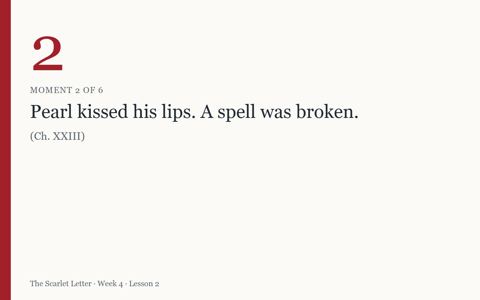 2
MOMENT 2 OF 6
Pearl kissed his lips. A spell was broken.
(Ch. XXIII)
The Scarlet Letter · Week 4 · Lesson 2